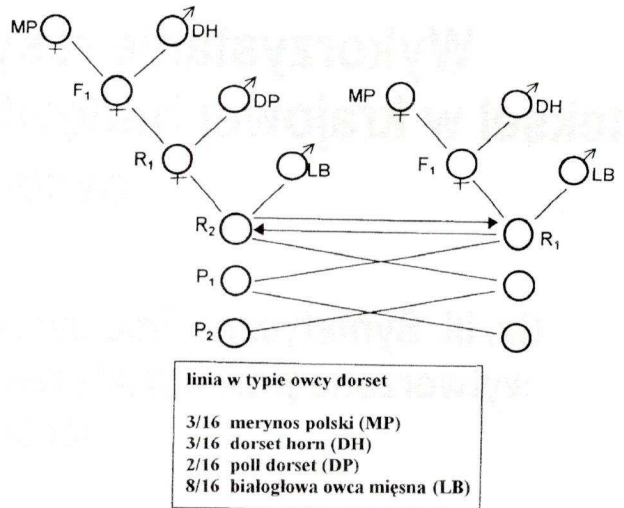 MP DH
F₁ DP MP DH
R₁ LB F₁ LB
R₂ R₁
P₁
P₂
linia w typie owcy dorset
3/16 merynos polski (MP)
3/16 dorset horn (DH)
2/16 poll dorset (DP)
8/16 białogłowa owca mięsna (LB)